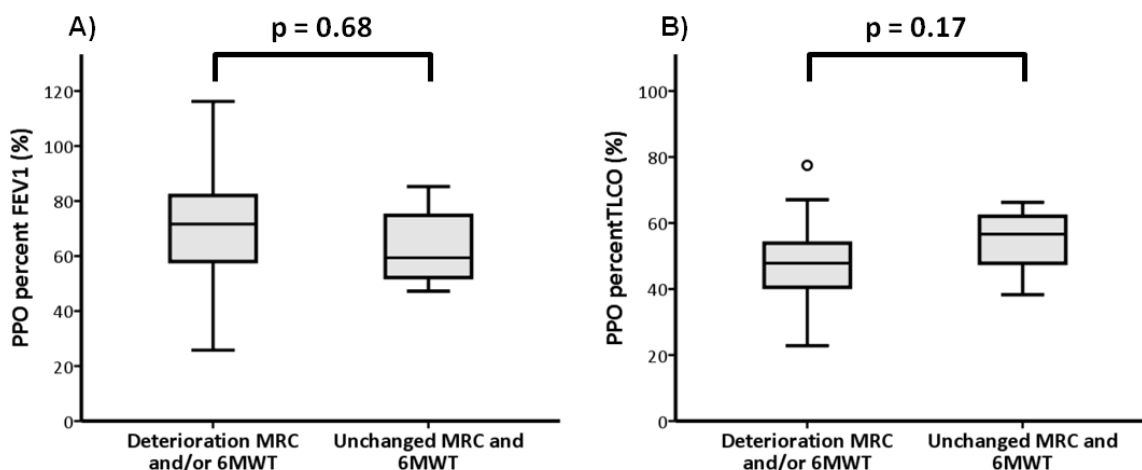 A)
p = 0.68
PPO percent FEV1 (%)
120
100
80
60
40
20
0
Deterioration MRC
and/or 6MWT
Unchanged MRC and
6MWT
B)
p = 0.17
PPO percentTLCO (%)
100
80
60
40
20
0
Deterioration MRC
and/or 6MWT
Unchanged MRC and
6MWT